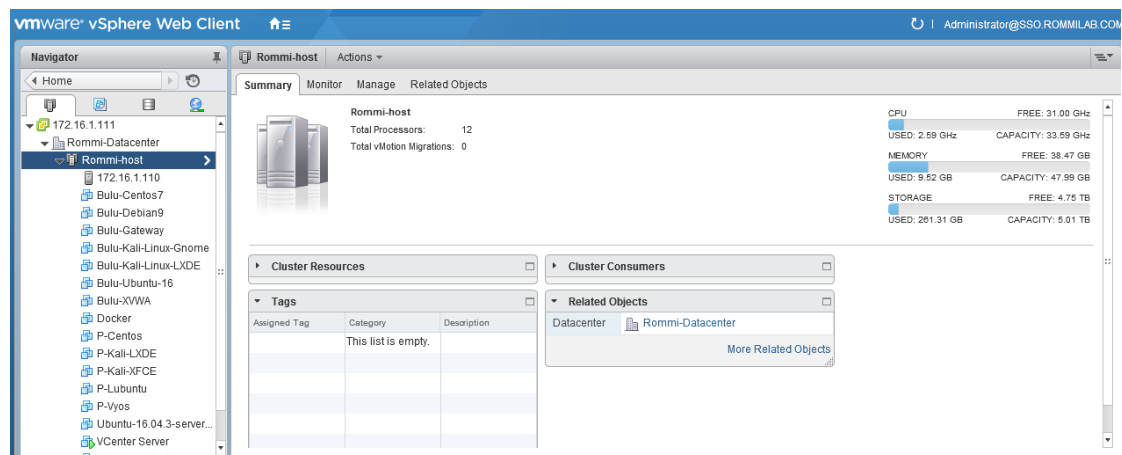 vmware® vSphere Web Client
Administrator@SSO.ROMMILAB.COM
Navigator
Home
172.16.1.111
Rommi-Datacenter
Rommi-host
172.16.1.110
Bulu-Centos7
Bulu-Debian9
Bulu-Gateway
Bulu-Kali-Linux-Gnome
Bulu-Kali-Linux-LXDE
Bulu-Ubuntu-16
Bulu-XVWA
Docker
P-Centos
P-Kali-LXDE
P-Kali-XFCE
P-Lubuntu
P-Vyos
Ubuntu-16.04.3-server...
VCenter Server
Rommi-host Actions
Summary Monitor Manage Related Objects
Rommi-host
Total Processors: 12
Total vMotion Migrations: 0
CPU FREE: 31.00 GHz
USED: 2.59 GHz CAPACITY: 33.59 GHz
MEMORY FREE: 38.47 GB
USED: 9.52 GB CAPACITY: 47.99 GB
STORAGE FREE: 4.75 TB
USED: 261.31 GB CAPACITY: 5.01 TB
Cluster Resources
Cluster Consumers
Tags
Assigned Tag Category Description
This list is empty.
Related Objects
Datacenter Rommi-Datacenter
More Related Objects